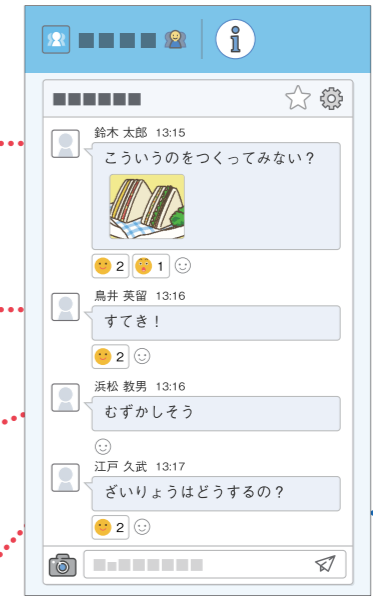 鈴木 太郎 13:15
こういうのをつくってみない？
2 1
鳥井 英留 13:16
すてき！
2
浜松 教男 13:16
むずかしそう
江戸 久武 13:17
ざいりょうはどうするの？
2